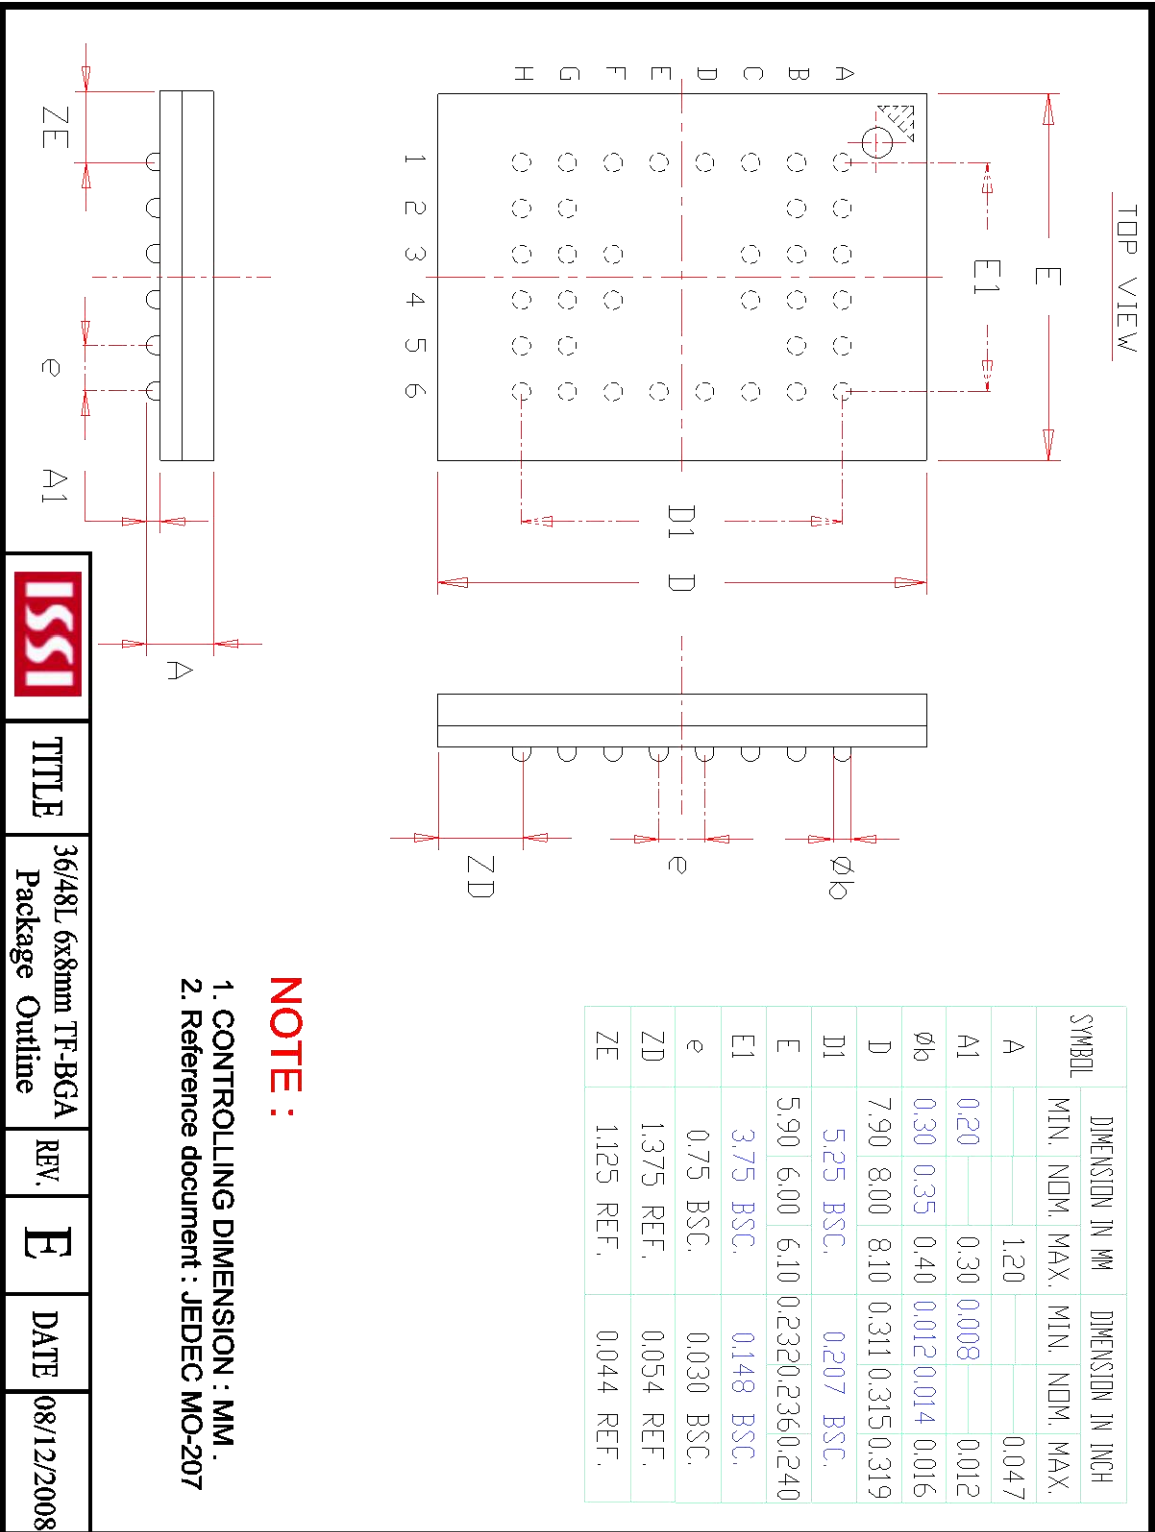 TOP VIEW
E
E1
A
B
C
D
E
F
G
H
1
2
3
4
5
6
D1
D
ZE
e
A1
A
Øb
e
ZD
SYMBOL DIMENSION IN MM DIMENSION IN INCH
MIN. NOM. MAX. MIN. NOM. MAX.
A 1.20 0.047
A1 0.20 0.30 0.008 0.012
Øb 0.30 0.35 0.40 0.012 0.014 0.016
D 7.90 8.00 8.10 0.311 0.315 0.319
D1 5.25 BSC. 0.207 BSC.
E 5.90 6.00 6.10 0.232 0.236 0.240
E1 3.75 BSC. 0.148 BSC.
e 0.75 BSC. 0.030 BSC.
ZD 1.375 REF. 0.054 REF.
ZE 1.125 REF. 0.044 REF.
NOTE :
1. CONTROLLING DIMENSION : MM .
2. Reference document : JEDEC MO-207
ISSI
TITLE
36/48L 6x8mm TF-BGA
Package Outline
REV.
E
DATE
08/12/2008